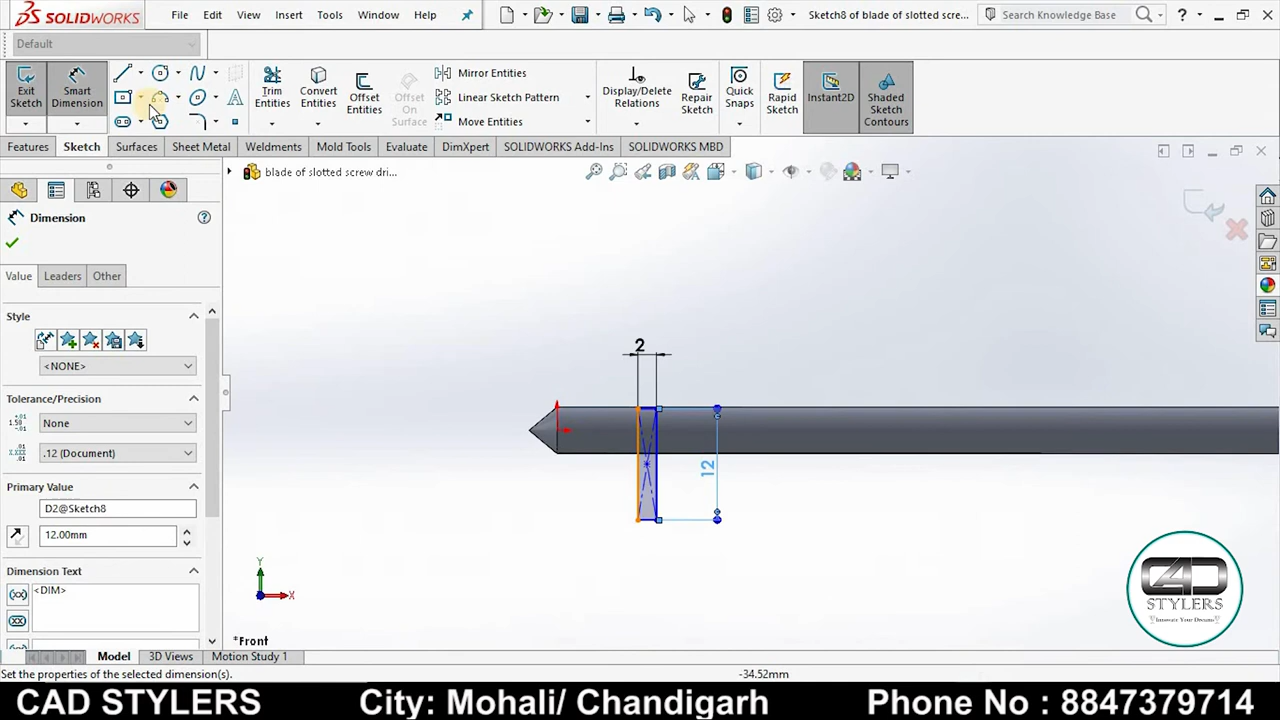 SOLIDWORKS File Edit View Insert Tools Window Help Sketch8 of blade of slotted scre... Search Knowledge Base ?
Default
Exit Sketch Smart Dimension Trim Entities Convert Entities Offset Entities Offset On Surface Mirror Entities Linear Sketch Pattern Move Entities Display/Delete Relations Repair Sketch Quick Snaps Rapid Sketch Instant2D Shaded Sketch Contours
Features Sketch Surfaces Sheet Metal Weldments Mold Tools Evaluate DimXpert SOLIDWORKS Add-Ins SOLIDWORKS MBD
blade of slotted screw dri...
Dimension
Value Leaders Other
Style
<NONE>
Tolerance/Precision
None
.12 (Document)
Primary Value
D2@Sketch8
12.00mm
Dimension Text
<DIM>
2
12
Y
X
*Front
C4D
STYLERS
Innovate Your Dreams
Model 3D Views Motion Study 1
Set the properties of the selected dimension(s). -34.52mm
CAD STYLERS City: Mohali/ Chandigarh Phone No : 8847379714